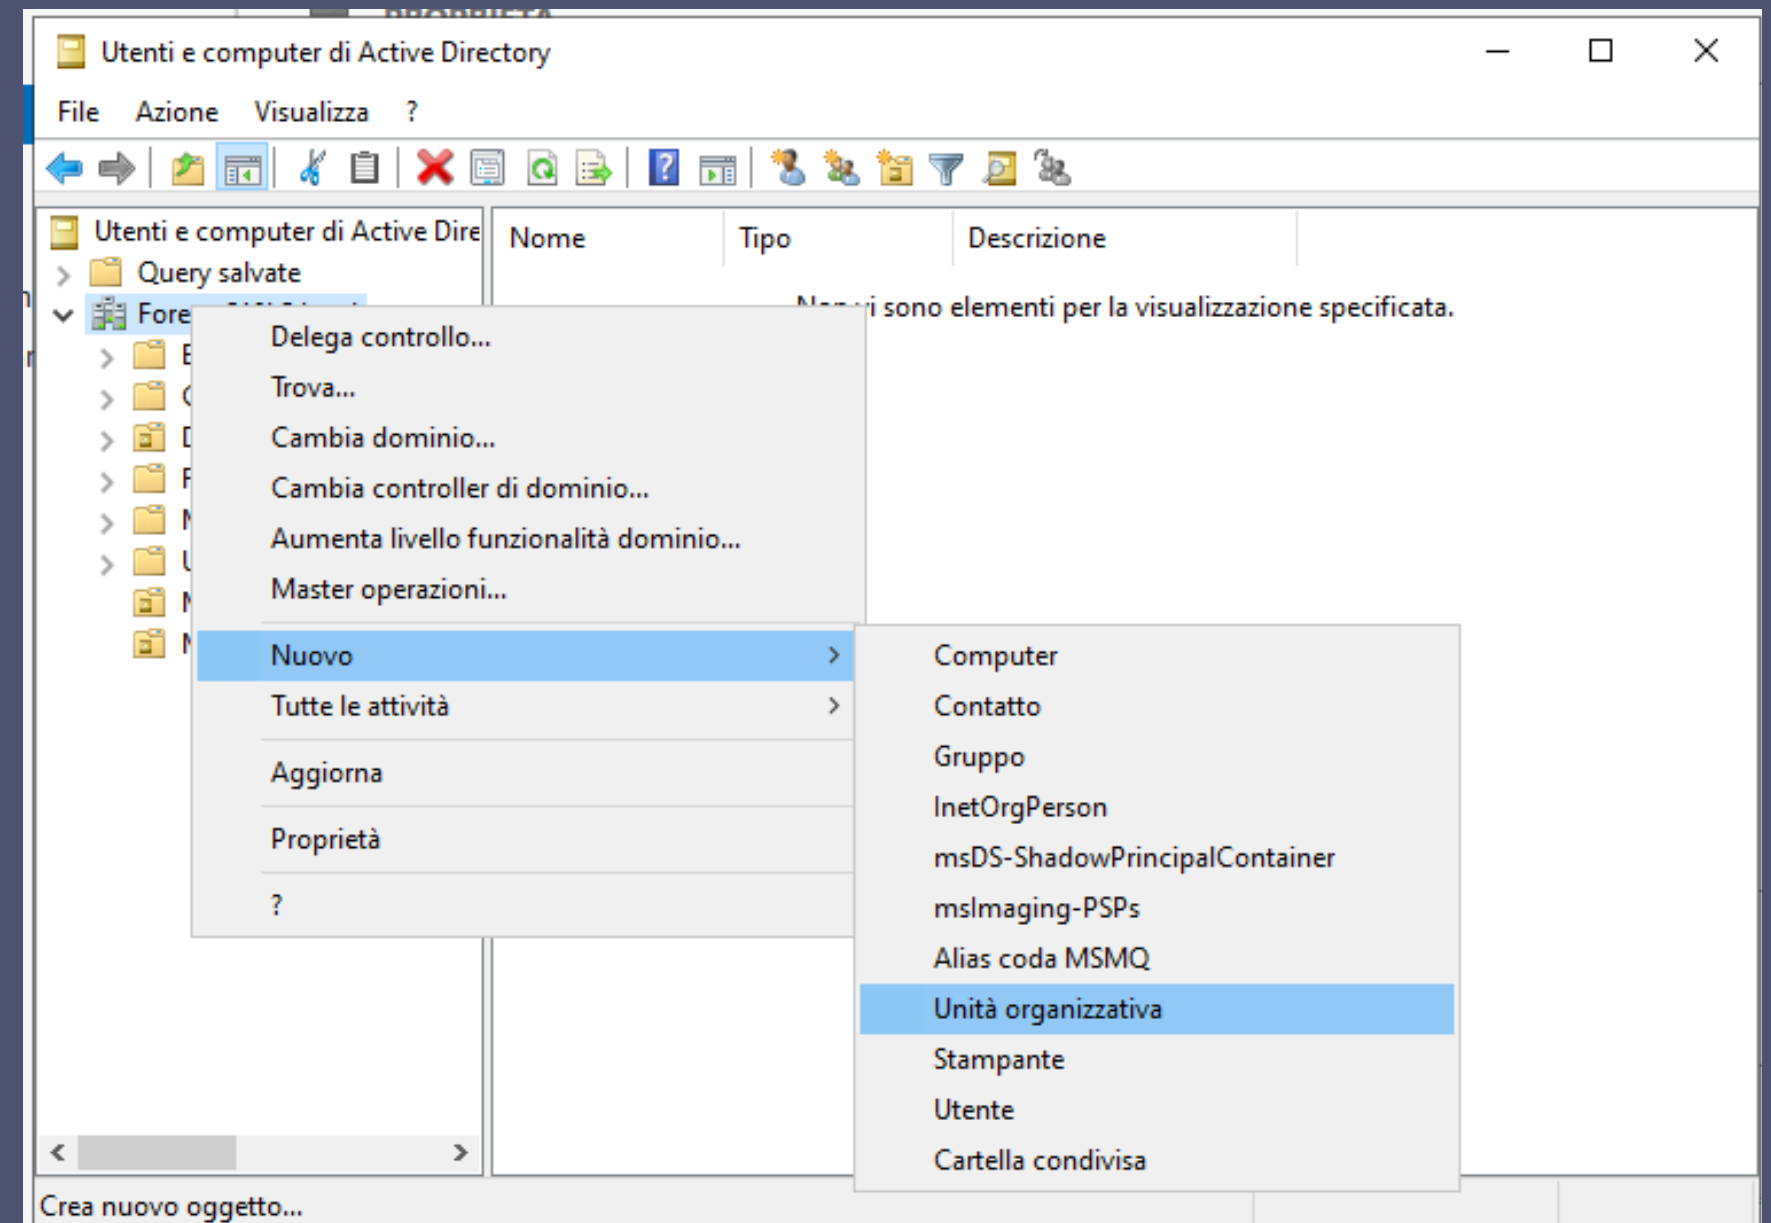 Utenti e computer di Active Directory
File Azione Visualizza ?
Utenti e computer di Active Dire
Query salvate
Fore
Nome Tipo Descrizione
vi sono elementi per la visualizzazione specificata.
Delega controllo...
Trova...
Cambia dominio...
Cambia controller di dominio...
Aumenta livello funzionalità dominio...
Master operazioni...
Nuovo
Tutte le attività
Aggiorna
Proprietà
?
Computer
Contatto
Gruppo
InetOrgPerson
msDS-ShadowPrincipalContainer
msImaging-PSPs
Alias coda MSMQ
Unità organizzativa
Stampante
Utente
Cartella condivisa
Crea nuovo oggetto...